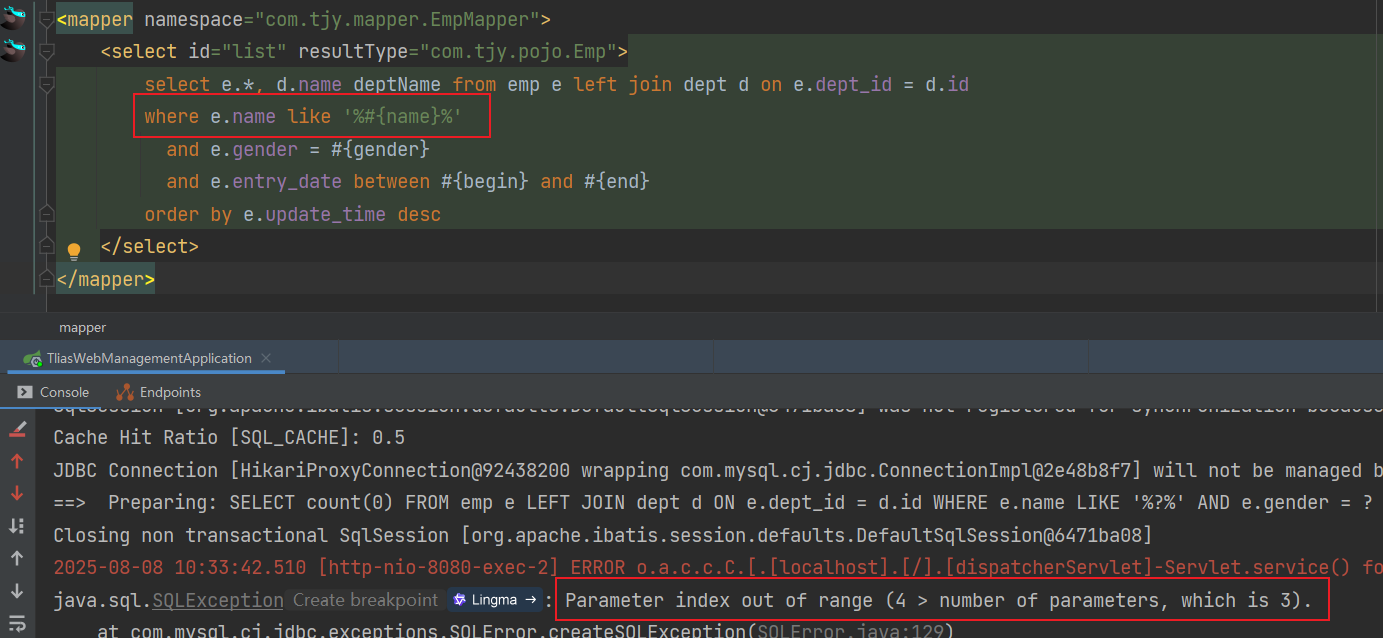 <mapper namespace="com.tjy.mapper.EmpMapper">
<select id="list" resultType="com.tjy.pojo.Emp">
select e.*, d.name deptName from emp e left join dept d on e.dept_id = d.id
where e.name like '%#{name}%'
and e.gender = #{gender}
and e.entry_date between #{begin} and #{end}
order by e.update_time desc
</select>
</mapper>
mapper
TliasWebManagementApplication
Console Endpoints
Cache Hit Ratio [SQL_CACHE]: 0.5
JDBC Connection [HikariProxyConnection@92438200 wrapping com.mysql.cj.jdbc.ConnectionImpl@2e48b8f7] will not be managed b
==> Preparing: SELECT count(0) FROM emp e LEFT JOIN dept d ON e.dept_id = d.id WHERE e.name LIKE '%?%' AND e.gender = ?
Closing non transactional SqlSession [org.apache.ibatis.session.defaults.DefaultSqlSession@6471ba08]
2025-08-08 10:33:42.510 [http-nio-8080-exec-2] ERROR o.a.c.c.C.[.[localhost].[/].[dispatcherServlet]-Servlet.service() fo
java.sql.SQLException Create breakpoint Lingma → : Parameter index out of range (4 > number of parameters, which is 3).
at com.mysql.cj.jdbc.exceptions.SQLError.createSQLException(SQLError.java:129)